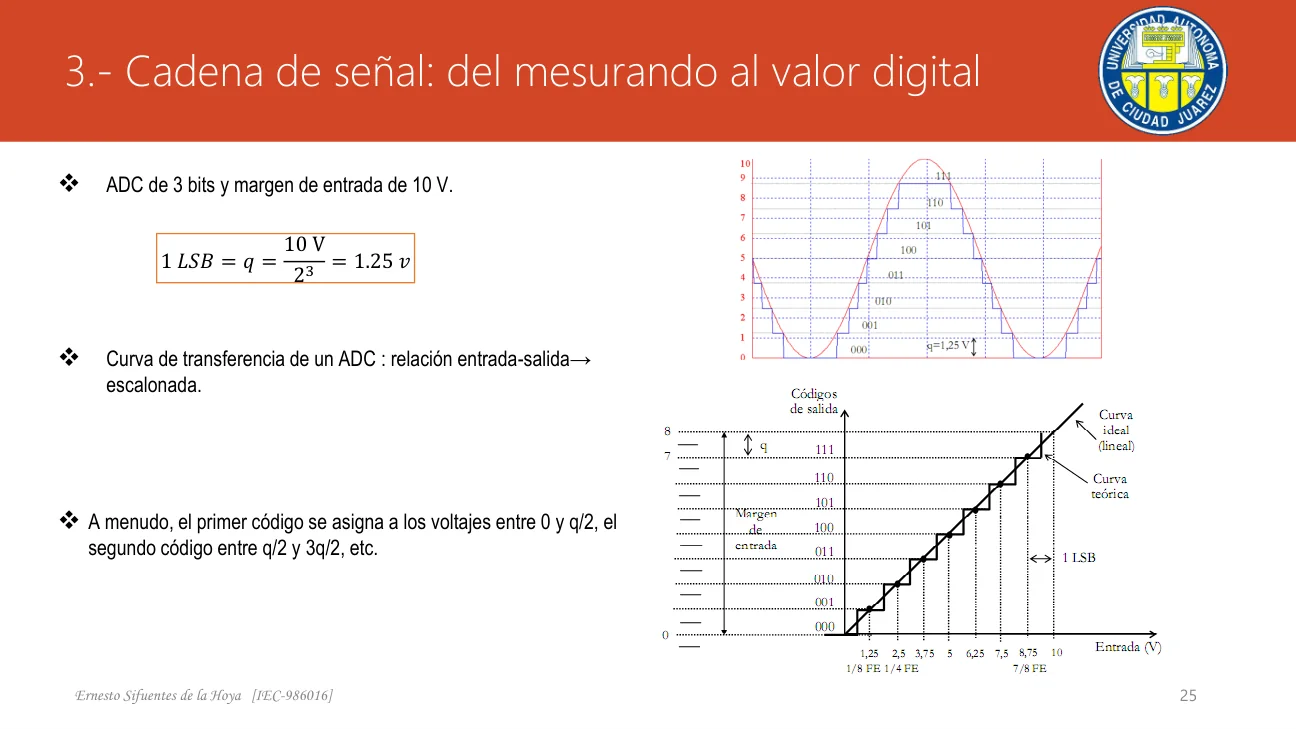 3.- Cadena de señal: del mesurando al valor digital
UNIVERSIDAD AUTONOMA
DE CIUDAD JUAREZ
❖ ADC de 3 bits y margen de entrada de 10 V.
1 LSB = q = 10 V / 2³ = 1.25 v
❖ Curva de transferencia de un ADC : relación entrada-salida→
escalonada.
❖ A menudo, el primer código se asigna a los voltajes entre 0 y q/2, el
segundo código entre q/2 y 3q/2, etc.
10
9
8
7
6
5
4
3
2
1
0
111
110
101
100
011
010
001
000
q=1,25 V
Códigos
de salida
8
7
0
q
Margen
de
entrada
111
110
101
100
011
010
001
000
Curva
ideal
(lineal)
Curva
teórica
1 LSB
Entrada (V)
1,25 2,5 3,75 5 6,25 7,5 8,75 10
1/8 FE 1/4 FE 7/8 FE
Ernesto Sifuentes de la Hoya [IEC-986016]
25